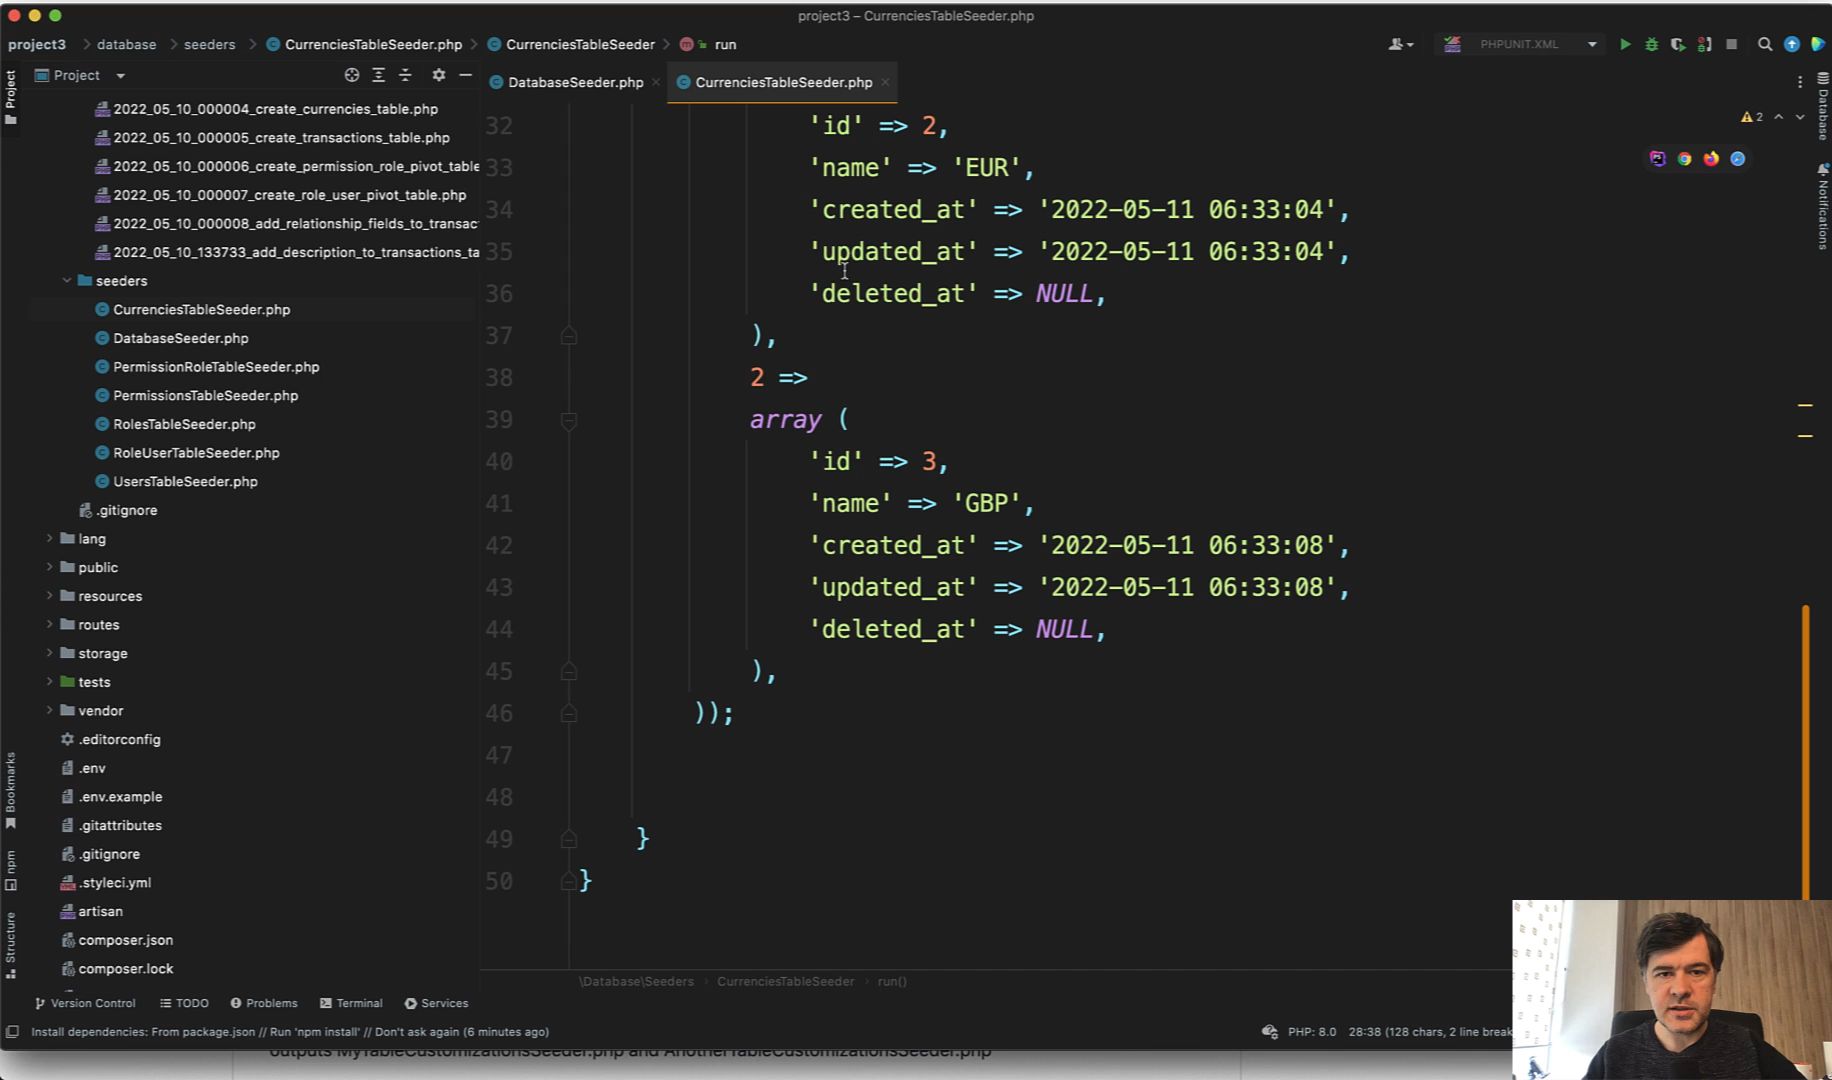 project3 – CurrenciesTableSeeder.php
project3 > database > seeders > CurrenciesTableSeeder.php > CurrenciesTableSeeder > run
PHPUNIT.XML
Project
DatabaseSeeder.php
CurrenciesTableSeeder.php
Project
Database
Notifications
Bookmarks
npm
Structure
2022_05_10_000004_create_currencies_table.php
2022_05_10_000005_create_transactions_table.php
2022_05_10_000006_create_permission_role_pivot_table
2022_05_10_000007_create_role_user_pivot_table.php
2022_05_10_000008_add_relationship_fields_to_transac
2022_05_10_133733_add_description_to_transactions_ta
seeders
CurrenciesTableSeeder.php
DatabaseSeeder.php
PermissionRoleTableSeeder.php
PermissionsTableSeeder.php
RolesTableSeeder.php
RoleUserTableSeeder.php
UsersTableSeeder.php
.gitignore
lang
public
resources
routes
storage
tests
vendor
.editorconfig
.env
.env.example
.gitattributes
.gitignore
.styleci.yml
artisan
composer.json
composer.lock
2
32 'id' => 2,
33 'name' => 'EUR',
34 'created_at' => '2022-05-11 06:33:04',
35 'updated_at' => '2022-05-11 06:33:04',
36 'deleted_at' => NULL,
37 ),
38 2 =>
39 array (
40 'id' => 3,
41 'name' => 'GBP',
42 'created_at' => '2022-05-11 06:33:08',
43 'updated_at' => '2022-05-11 06:33:08',
44 'deleted_at' => NULL,
45 ),
46 ));
47
48
49 }
50 }
\Database\Seeders > CurrenciesTableSeeder > run()
Version Control TODO Problems Terminal Services
Install dependencies: From package.json // Run 'npm install' // Don't ask again (6 minutes ago)
PHP: 8.0 28:38 (128 chars, 2 line break
outputs MyTableCustomizationsSeeder.php and AnotherTableCustomizationsSeeder.php